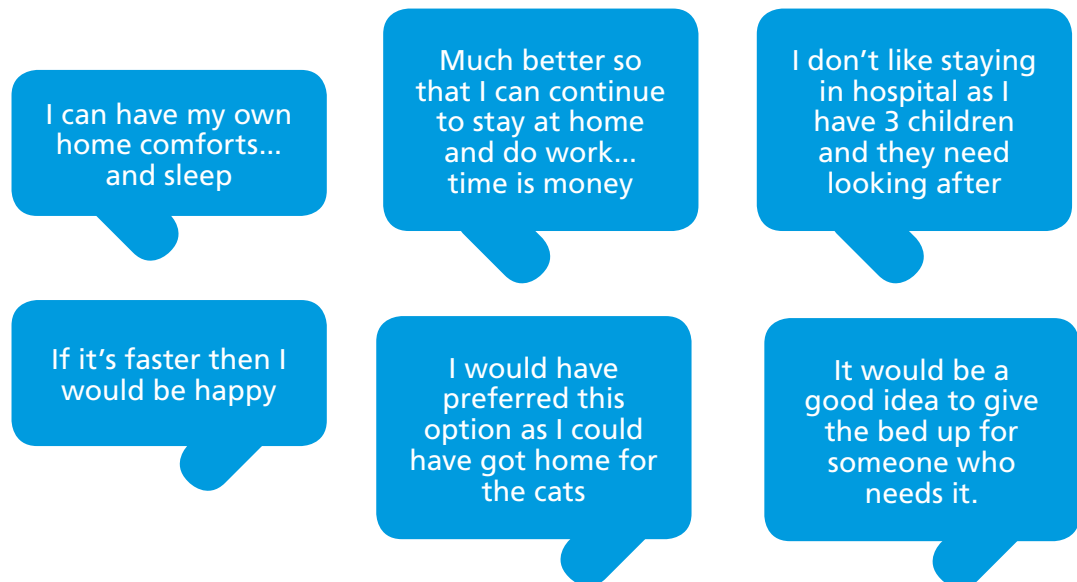 I can have my own
home comforts...
and sleep
Much better so
that I can continue
to stay at home
and do work...
time is money
I don’t like staying
in hospital as I
have 3 children
and they need
looking after
If it’s faster then I
would be happy
I would have
preferred this
option as I could
have got home for
the cats
It would be a
good idea to give
the bed up for
someone who
needs it.